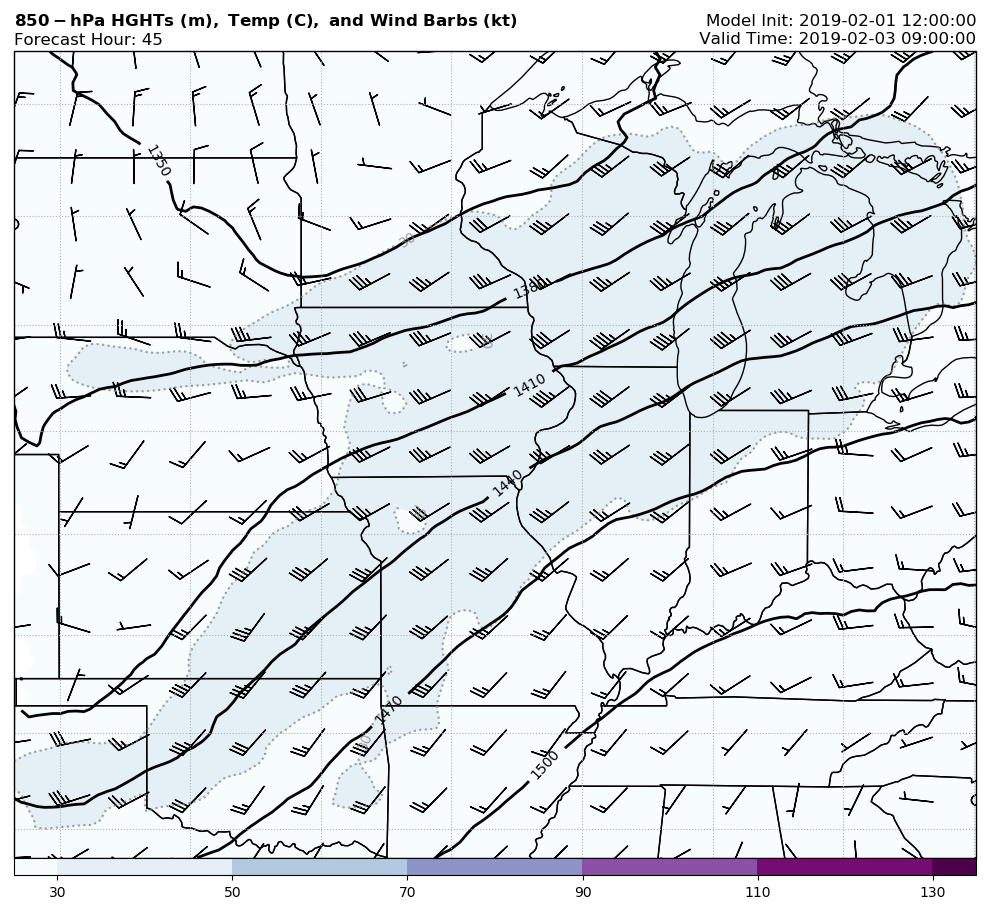 850−hPa HGHTs (m), Temp (C), and Wind Barbs (kt)
Model Init: 2019-02-01 12:00:00
Forecast Hour: 45
Valid Time: 2019-02-03 09:00:00
1350
30
1380
1410
1440
1470
1500
30 50 70 90 110 130